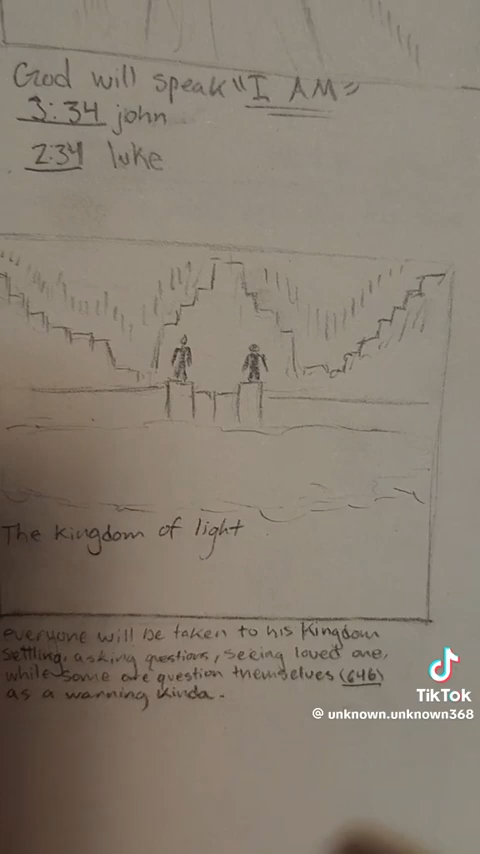 God will speak "I AM"
3:34 john
2:34 luke
The kingdom of light
everyone will be taken to his Kingdom
settling, asking questions, seeing loved one,
while some are question themselves (646)
as a warning kinda.
TikTok
@ unknown.unknown368